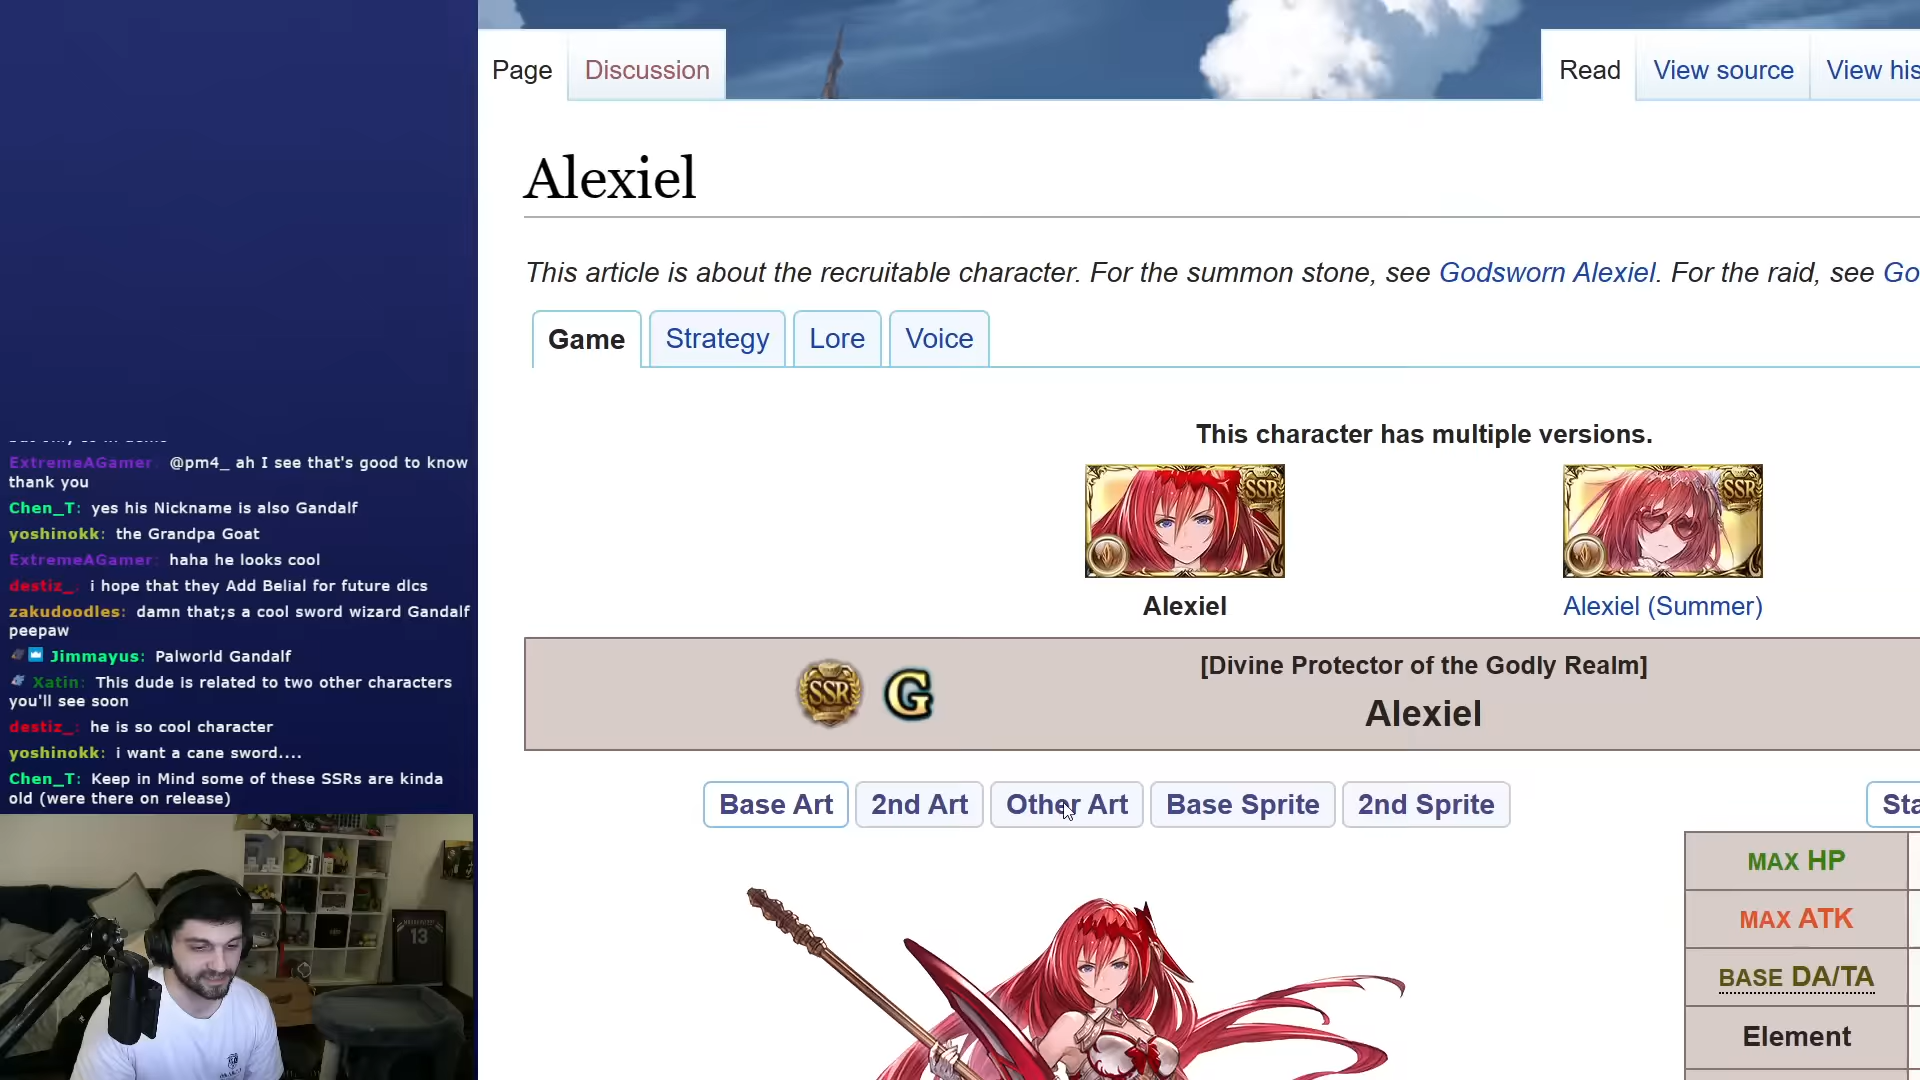 Page
Discussion
Read
View source
View his
Alexiel
This article is about the recruitable character. For the summon stone, see Godsworn Alexiel. For the raid, see Go
Game
Strategy
Lore
Voice
This character has multiple versions.
SSR
SSR
Alexiel
Alexiel (Summer)
SSR
G
[Divine Protector of the Godly Realm]
Alexiel
Base Art
2nd Art
Other Art
Base Sprite
2nd Sprite
Sta
MAX HP
MAX ATK
BASE DA/TA
Element
ExtremeAGamer: @pm4_ ah I see that's good to know
thank you
Chen_T: yes his Nickname is also Gandalf
yoshinokk: the Grandpa Goat
ExtremeAGamer: haha he looks cool
destiz_: i hope that they Add Belial for future dlcs
zakudoodles: damn that;s a cool sword wizard Gandalf
peepaw
Jimmayus: Palworld Gandalf
Xatin: This dude is related to two other characters
you'll see soon
destiz_: he is so cool character
yoshinokk: i want a cane sword....
Chen_T: Keep in Mind some of these SSRs are kinda
old (were there on release)
13